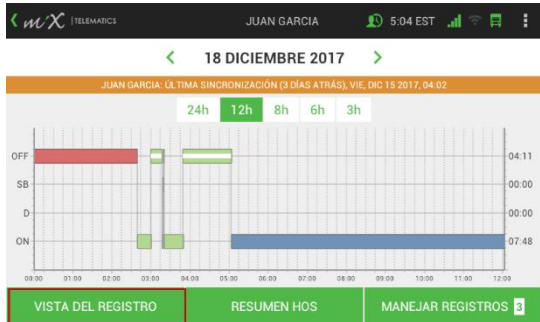 miX | TELEMATICS JUAN GARCIA 5:04 EST
18 DICIEMBRE 2017
JUAN GARCIA: ÚLTIMA SINCRONIZACIÓN (3 DÍAS ATRÁS), VIE, DIC 15 2017, 04:02
24h 12h 8h 6h 3h
OFF 04:11
SB 00:00
D 00:00
ON 07:48
00:00 01:00 02:00 03:00 04:00 05:00 06:00 07:00 08:00 09:00 10:00 11:00 12:00
VISTA DEL REGISTRO RESUMEN HOS MANEJAR REGISTROS 3